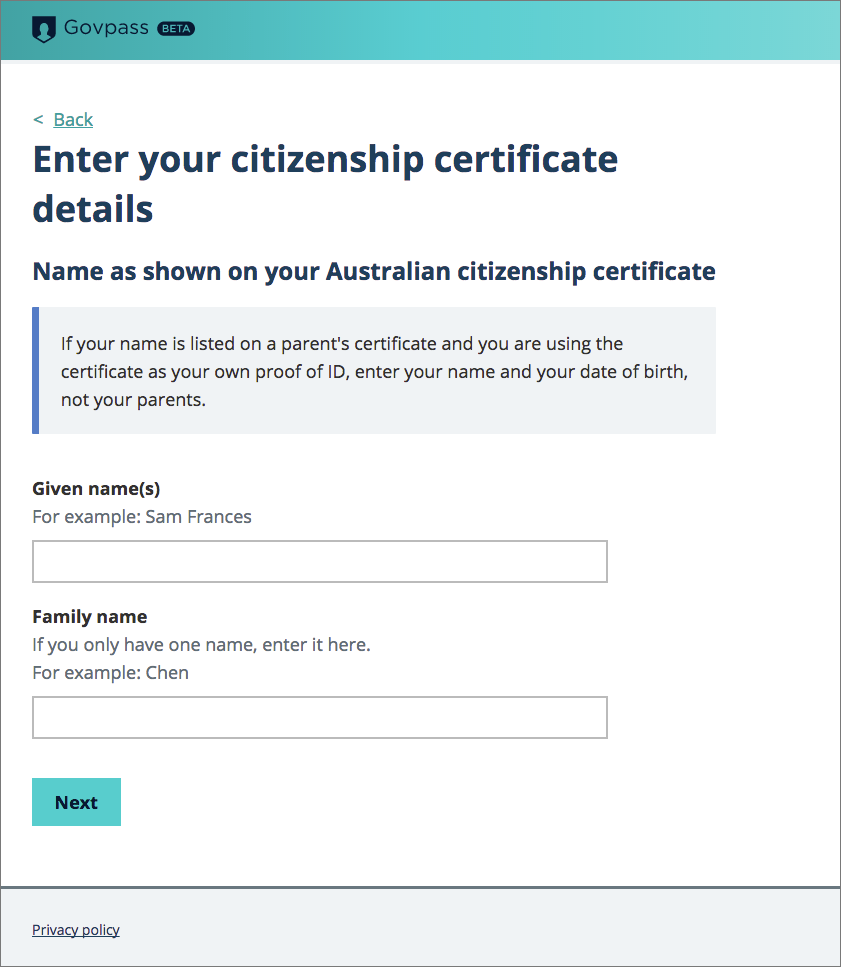 Govpass BETA
< Back
Enter your citizenship certificate
details
Name as shown on your Australian citizenship certificate
If your name is listed on a parent's certificate and you are using the
certificate as your own proof of ID, enter your name and your date of birth,
not your parents.
Given name(s)
For example: Sam Frances
Family name
If you only have one name, enter it here.
For example: Chen
Next
Privacy policy